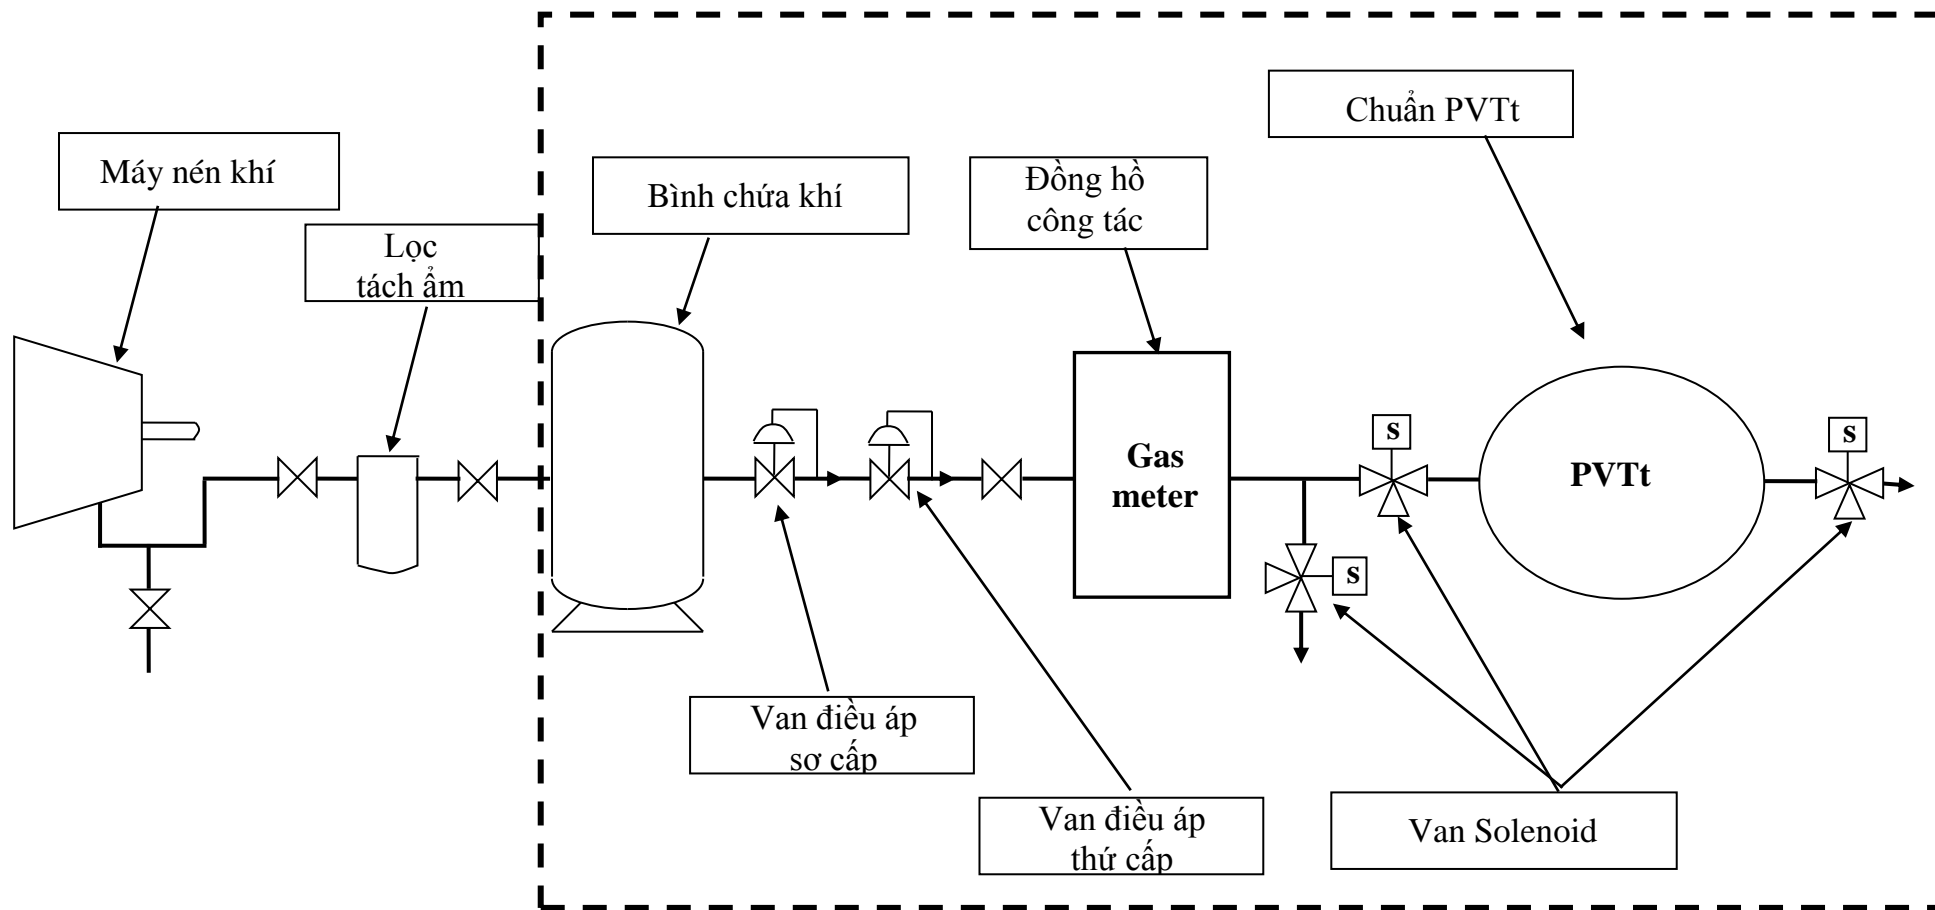 Chuẩn PVTt
Máy nén khí
Bình chứa khí
Đồng hồ
công tác
Lọc
tách ẩm
s
s
Gas
meter
PVTt
s
Van điều áp
sơ cấp
Van điều áp
thứ cấp
Van Solenoid